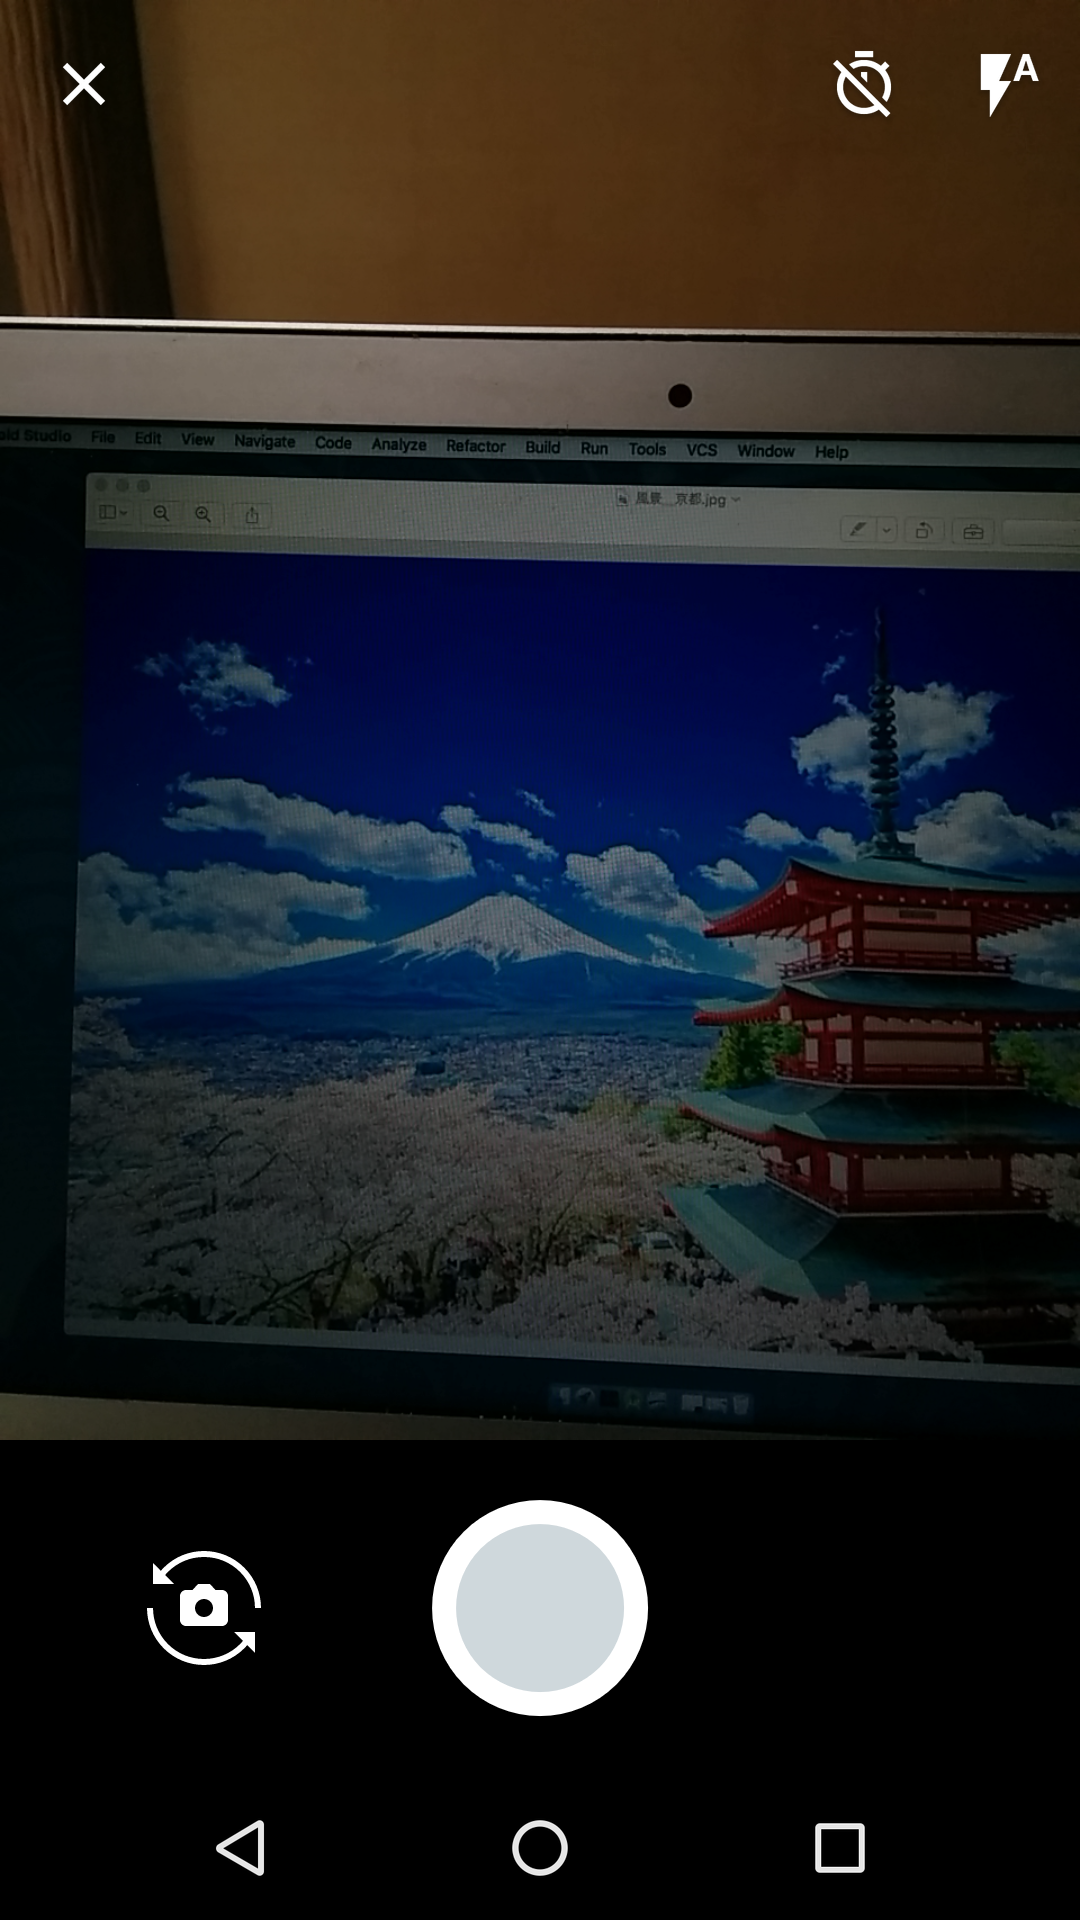 A
oid Studio File Edit View Navigate Code Analyze Refactor Build Run Tools VCS Window Help
風景__京都.jpg